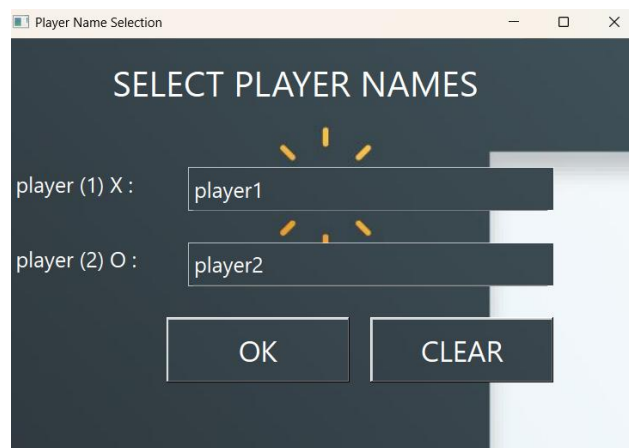 Player Name Selection
SELECT PLAYER NAMES
player (1) X : player1
player (2) O : player2
OK CLEAR